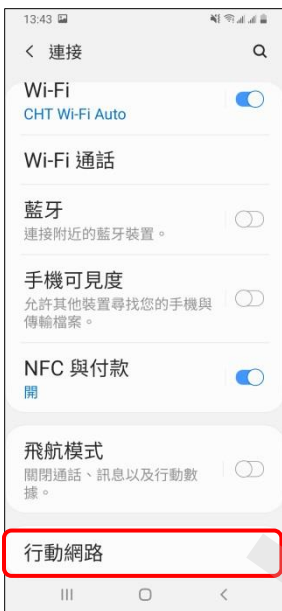 13:43
連接
Wi-Fi
CHT Wi-Fi Auto
Wi-Fi 通話
藍牙
連接附近的藍牙裝置。
手機可見度
允許其他裝置尋找您的手機與
傳輸檔案。
NFC 與付款
開
飛航模式
關閉通話、訊息以及行動數
據。
行動網路